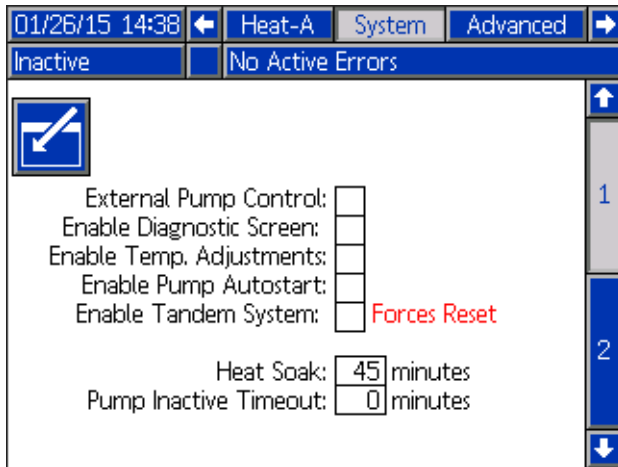 01/26/15 14:38 Heat-A System Advanced
Inactive No Active Errors
External Pump Control:
1
Enable Diagnostic Screen:
Enable Temp. Adjustments:
Enable Pump Autostart:
Enable Tandem System: Forces Reset
2
Heat Soak: 45 minutes
Pump Inactive Timeout: 0 minutes